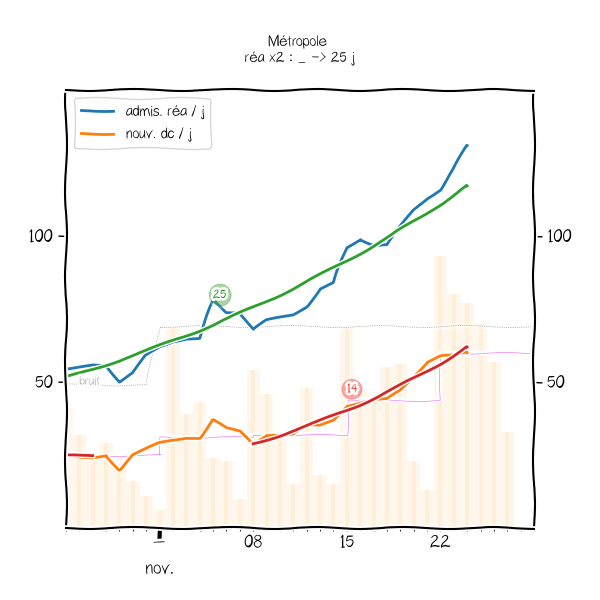 Métropole
réa x2 : _ -> 25 j
admis. réa / j
nouv. dc / j
100
100
50
50
25
bruit
14
1
08
15
22
nov.